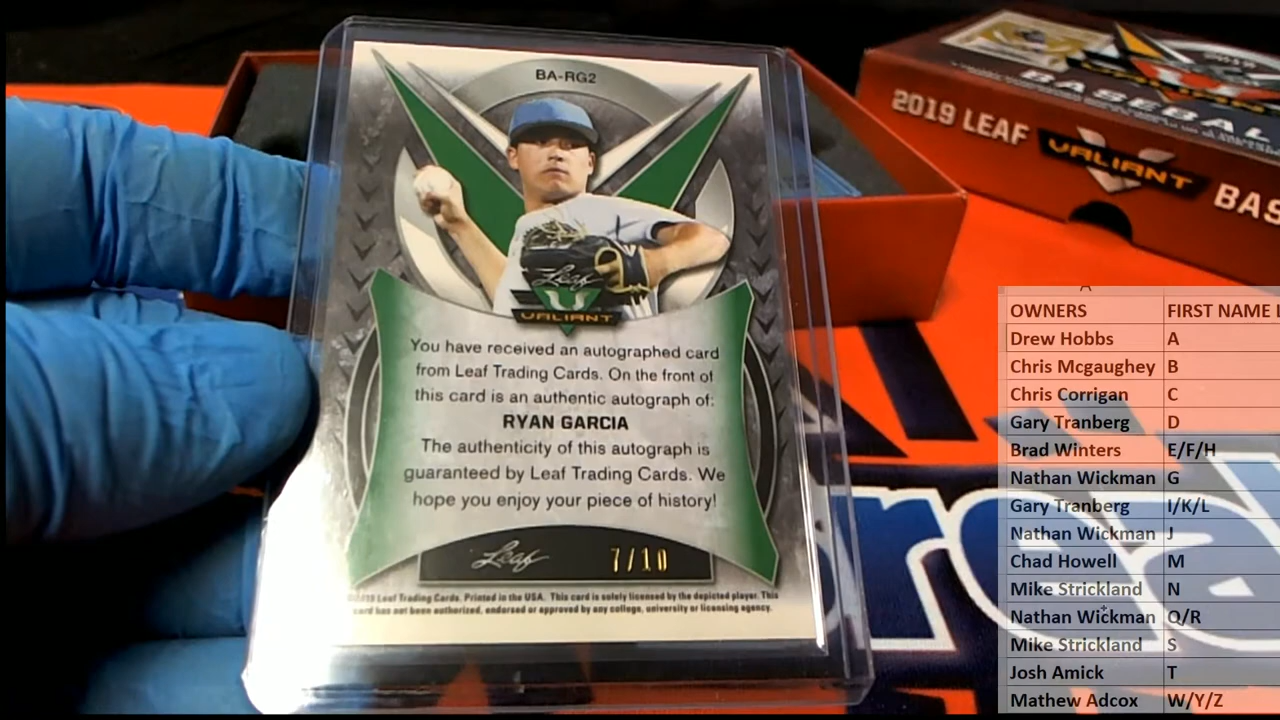 BA-RG2
Leaf
VALIANT
You have received an autographed card
from Leaf Trading Cards. On the front of
this card is an authentic autograph of:
RYAN GARCIA
The authenticity of this autograph is
guaranteed by Leaf Trading Cards. We
hope you enjoy your piece of history!
Leaf 7/10
Leaf Trading Cards. Printed in the USA. This card is solely licensed by the depicted player. This
card has not been authorized, endorsed or approved by any college, university or licensing agency.
2019
BASEBAL
2019 LEAF VALIANT BAS
A
OWNERS FIRST NAME L
Drew Hobbs A
Chris Mcgaughey B
Chris Corrigan C
Gary Tranberg D
Brad Winters E/F/H
Nathan Wickman G
Gary Tranberg I/K/L
Nathan Wickman J
Chad Howell M
Mike Strickland N
Nathan Wickman Q/R
Mike Strickland S
Josh Amick T
Mathew Adcox W/Y/Z